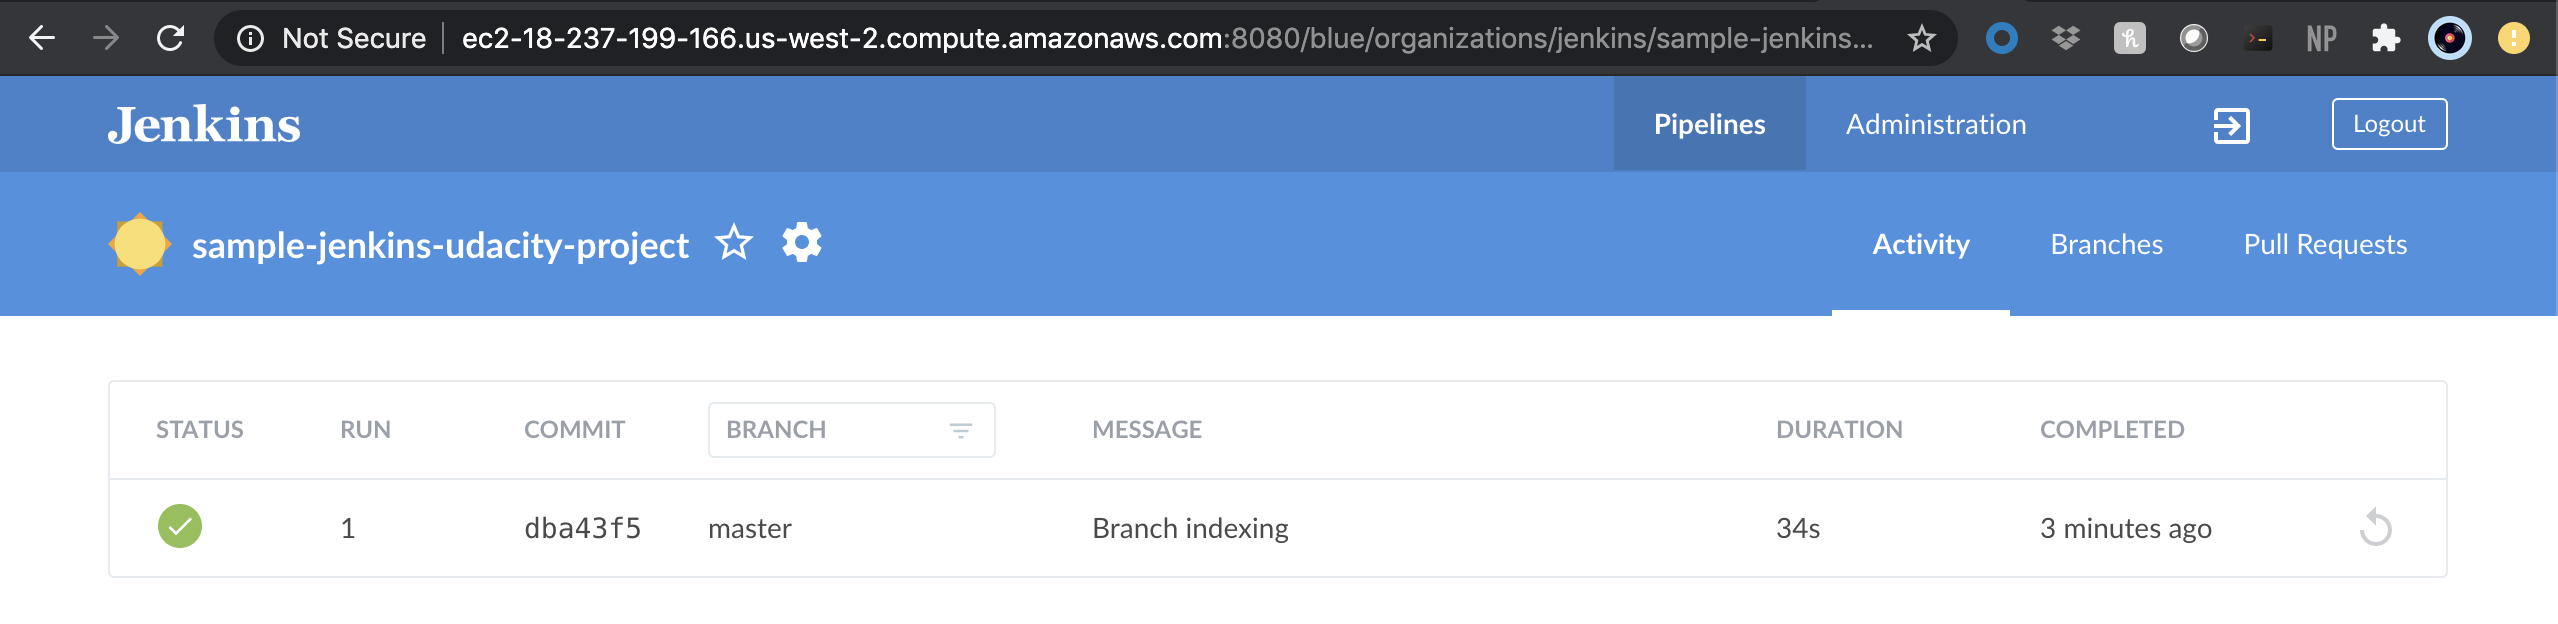 Not Secure ec2-18-237-199-166.us-west-2.compute.amazonaws.com:8080/blue/organizations/jenkins/sample-jenkins... NP
Jenkins Pipelines Administration Logout
sample-jenkins-udacity-project Activity Branches Pull Requests
STATUS RUN COMMIT BRANCH MESSAGE DURATION COMPLETED
1 dba43f5 master Branch indexing 34s 3 minutes ago